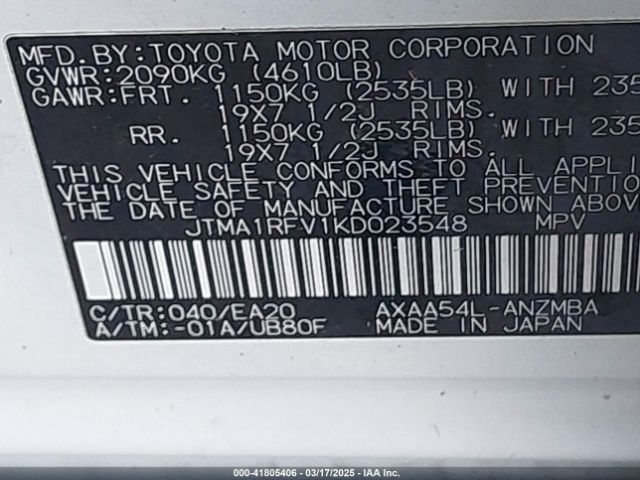 MFD. BY: TOYOTA MOTOR CORPORATION
GVWR: 2090KG (4610LB)
GAWR: FRT. 1150KG (2535LB) WITH 235
19X7 1/2J RIMS.
RR. 1150KG (2535LB) WITH 235
19X7 1/2J RIMS.
THIS VEHICLE CONFORMS TO ALL APPLI
VEHICLE SAFETY AND THEFT PREVENTIO
THE DATE OF MANUFACTURE SHOWN ABOV
JTMA1RFV1KD023548 MPV
C/TR: 040/EA20 AXAA54L-ANZMBA
A/TM: -01A/UB80F MADE IN JAPAN
000-41805406 - 03/17/2025 - IAA Inc.